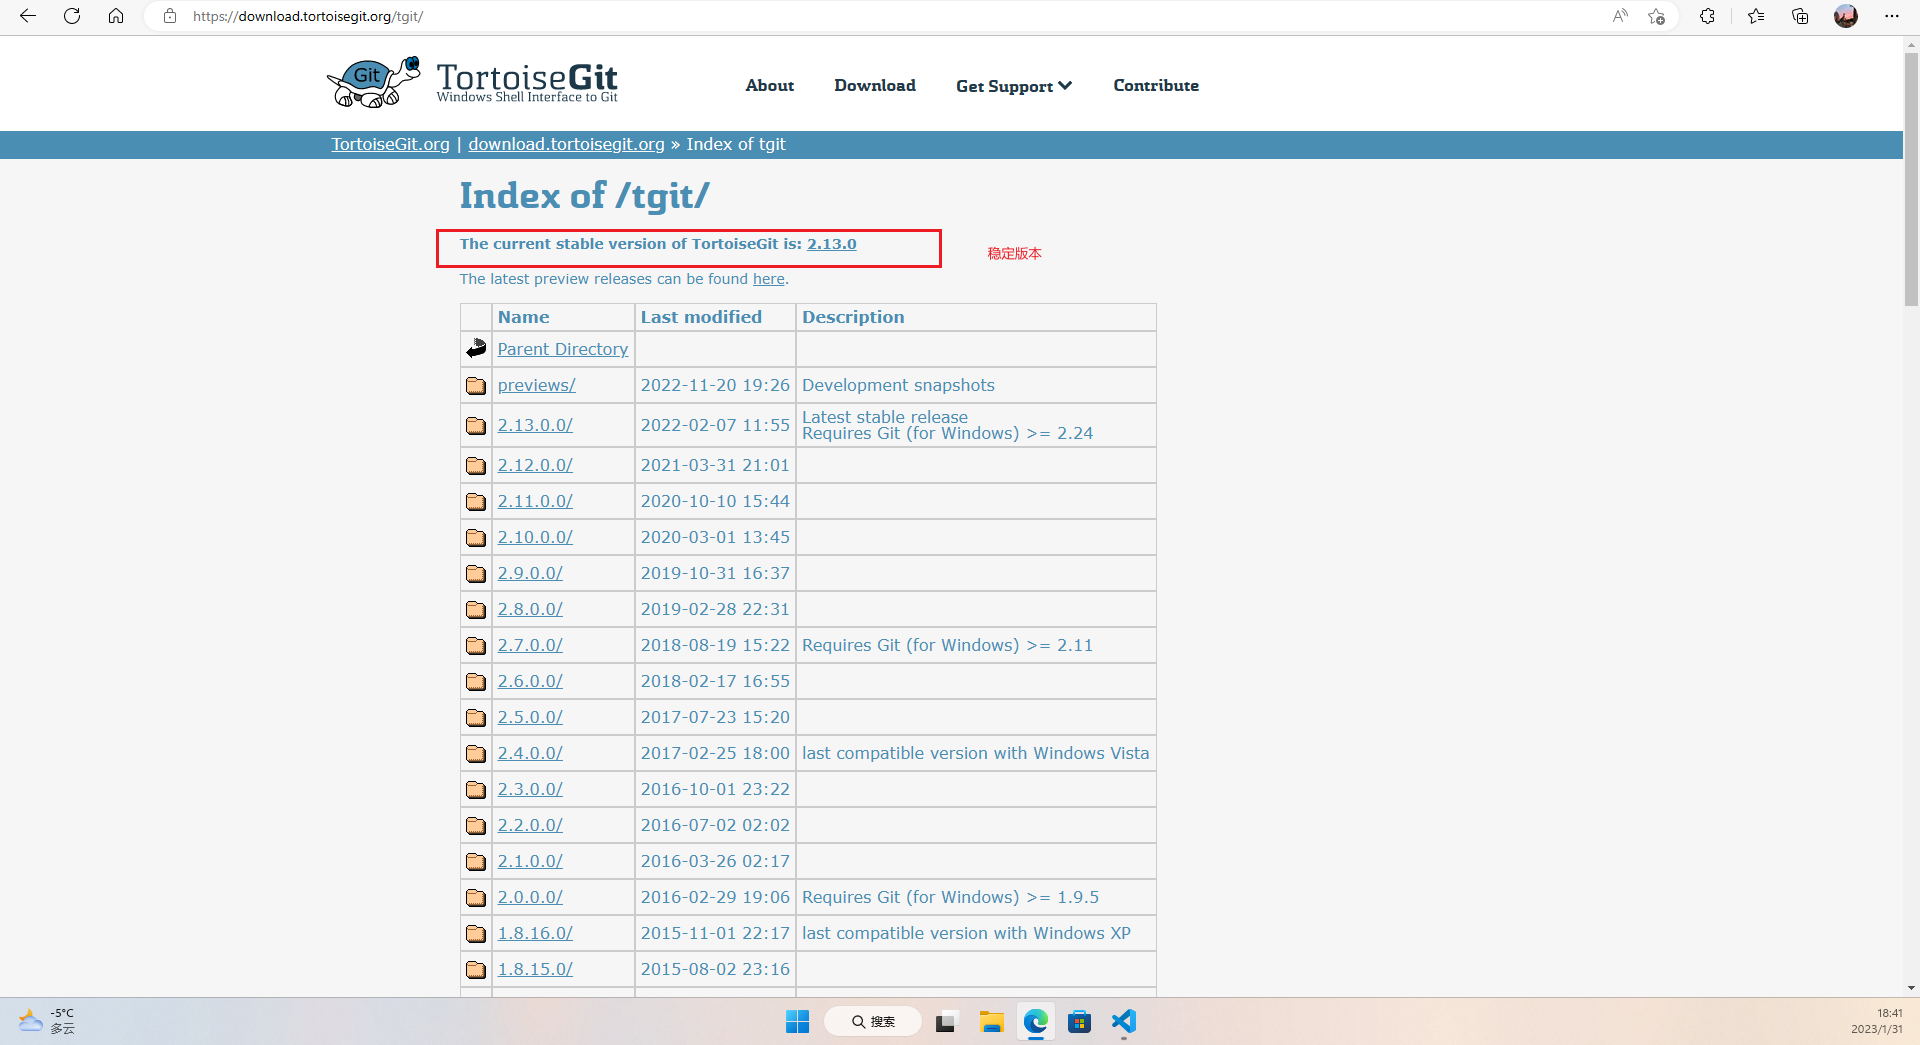 https://download.tortoisegit.org/tgit/
Git
TortoiseGit
Windows Shell Interface to Git
About
Download
Get Support
Contribute
TortoiseGit.org | download.tortoisegit.org » Index of tgit
Index of /tgit/
The current stable version of TortoiseGit is: 2.13.0
稳定版本
The latest preview releases can be found here.
Name Last modified Description
Parent Directory
previews/ 2022-11-20 19:26 Development snapshots
2.13.0.0/ 2022-02-07 11:55 Latest stable release
Requires Git (for Windows) >= 2.24
2.12.0.0/ 2021-03-31 21:01
2.11.0.0/ 2020-10-10 15:44
2.10.0.0/ 2020-03-01 13:45
2.9.0.0/ 2019-10-31 16:37
2.8.0.0/ 2019-02-28 22:31
2.7.0.0/ 2018-08-19 15:22 Requires Git (for Windows) >= 2.11
2.6.0.0/ 2018-02-17 16:55
2.5.0.0/ 2017-07-23 15:20
2.4.0.0/ 2017-02-25 18:00 last compatible version with Windows Vista
2.3.0.0/ 2016-10-01 23:22
2.2.0.0/ 2016-07-02 02:02
2.1.0.0/ 2016-03-26 02:17
2.0.0.0/ 2016-02-29 19:06 Requires Git (for Windows) >= 1.9.5
1.8.16.0/ 2015-11-01 22:17 last compatible version with Windows XP
1.8.15.0/ 2015-08-02 23:16
-5°C
多云
搜索
18:41
2023/1/31